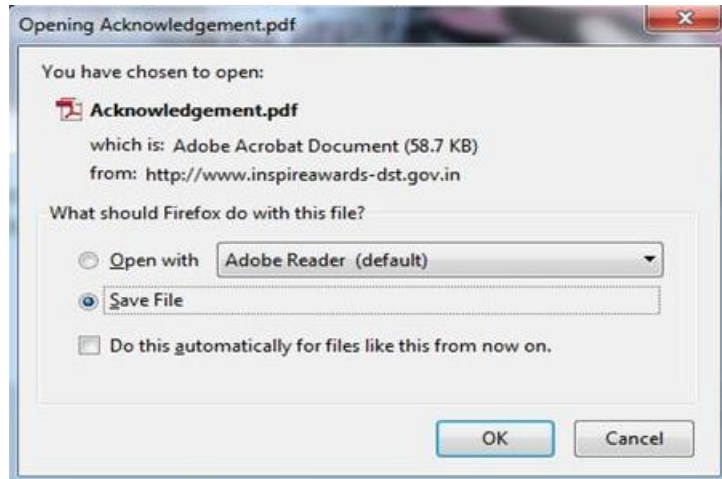 Opening Acknowledgement.pdf
You have chosen to open:
Acknowledgement.pdf
which is: Adobe Acrobat Document (58.7 KB)
from: http://www.inspireawards-dst.gov.in
What should Firefox do with this file?
Open with Adobe Reader (default)
Save File
Do this automatically for files like this from now on.
OK Cancel